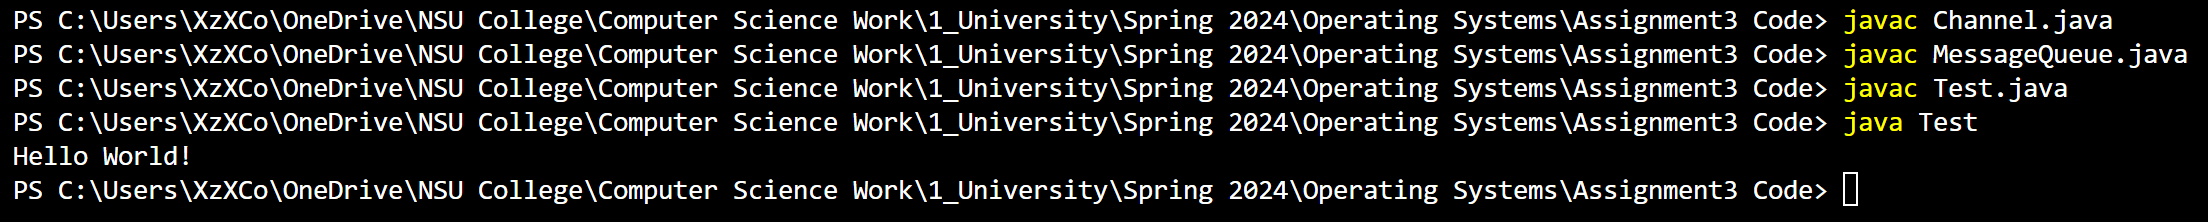 PS C:\Users\XzXCo\OneDrive\NSU College\Computer Science Work\1_University\Spring 2024\Operating Systems\Assignment3 Code> javac Channel.java
PS C:\Users\XzXCo\OneDrive\NSU College\Computer Science Work\1_University\Spring 2024\Operating Systems\Assignment3 Code> javac MessageQueue.java
PS C:\Users\XzXCo\OneDrive\NSU College\Computer Science Work\1_University\Spring 2024\Operating Systems\Assignment3 Code> javac Test.java
PS C:\Users\XzXCo\OneDrive\NSU College\Computer Science Work\1_University\Spring 2024\Operating Systems\Assignment3 Code> java Test
Hello World!
PS C:\Users\XzXCo\OneDrive\NSU College\Computer Science Work\1_University\Spring 2024\Operating Systems\Assignment3 Code>